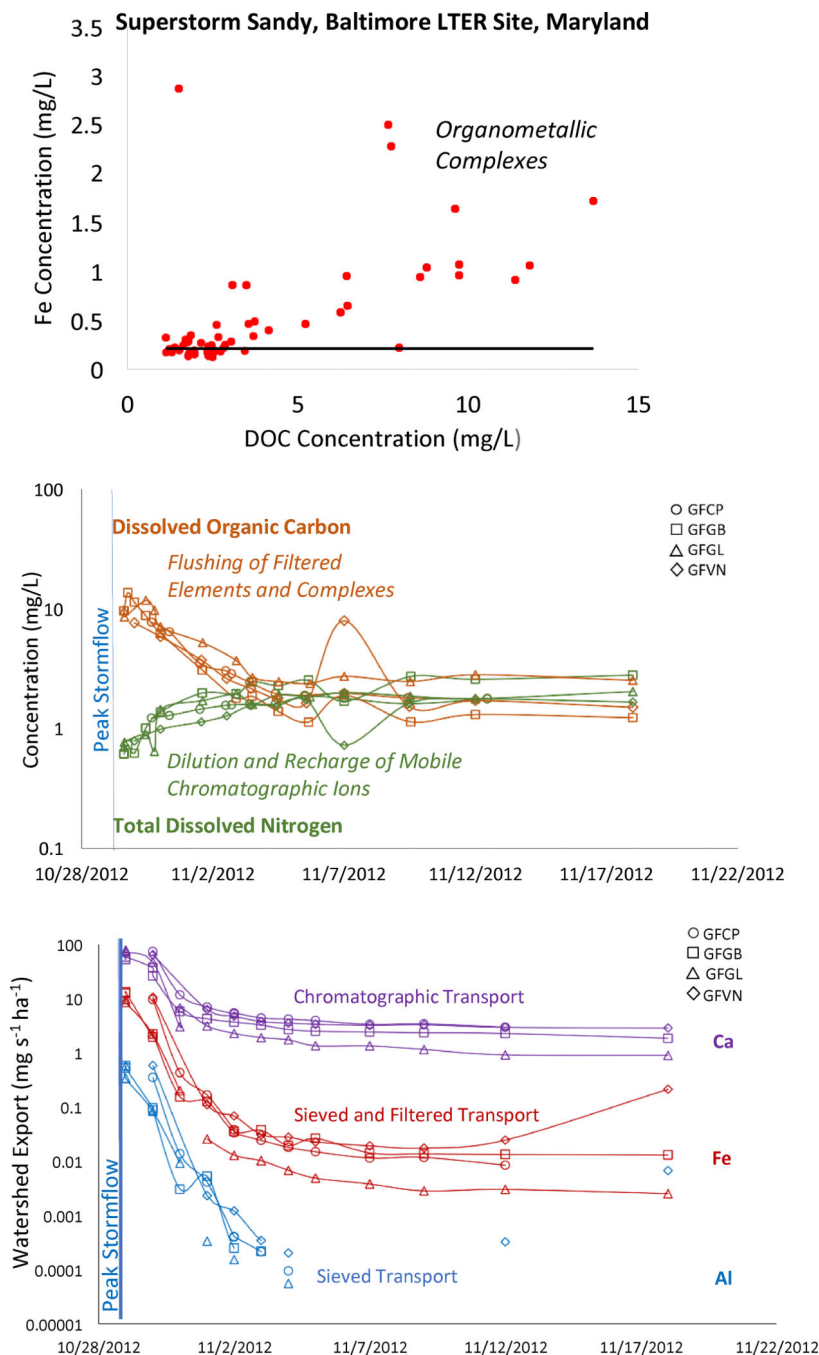 Superstorm Sandy, Baltimore LTER Site, Maryland
3.5
3
2.5
2
1.5
1
0.5
0
Fe Concentration (mg/L)
Organometallic
Complexes
0 5 10 15
DOC Concentration (mg/L)
100
10
1
0.1
Concentration (mg/L)
Peak Stormflow
Dissolved Organic Carbon
Flushing of Filtered
Elements and Complexes
GFCP
GFGB
GFGL
GFVN
Dilution and Recharge of Mobile
Chromatographic Ions
Total Dissolved Nitrogen
10/28/2012 11/2/2012 11/7/2012 11/12/2012 11/17/2012 11/22/2012
100
10
1
0.1
0.01
0.001
0.0001
0.00001
Watershed Export (mg s⁻¹ ha⁻¹)
Peak Stormflow
GFCP
GFGB
GFGL
GFVN
Chromatographic Transport
Ca
Sieved and Filtered Transport
Fe
Sieved Transport
Al
10/28/2012 11/2/2012 11/7/2012 11/12/2012 11/17/2012 11/22/2012